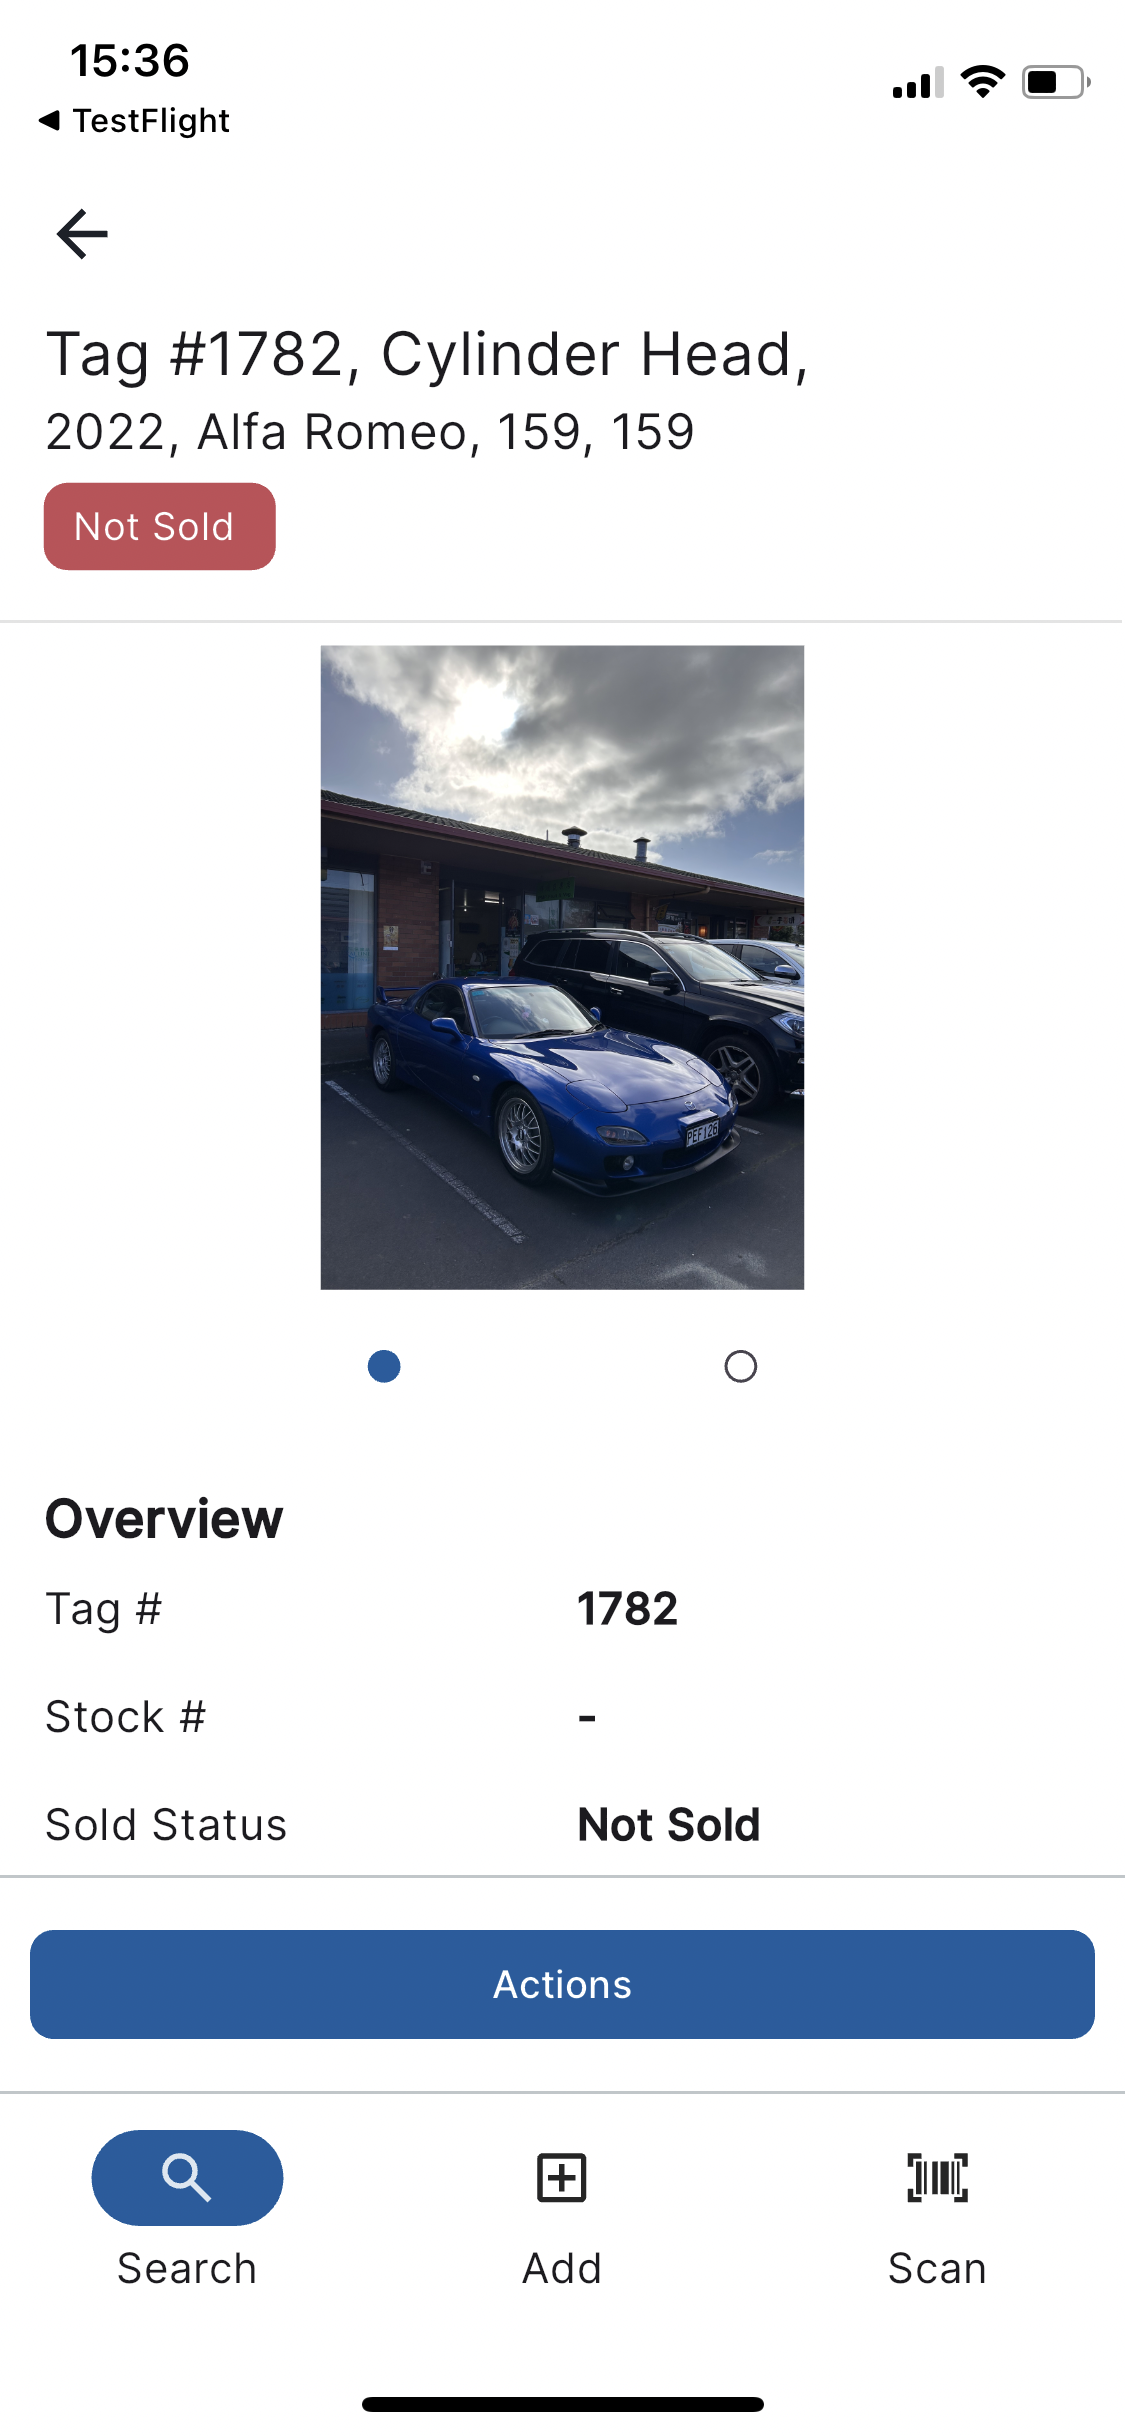 15:36
◀ TestFlight
Tag #1782, Cylinder Head,
2022, Alfa Romeo, 159, 159
Not Sold
PEF126
Overview
Tag # 1782
Stock # -
Sold Status Not Sold
Actions
Search Add Scan